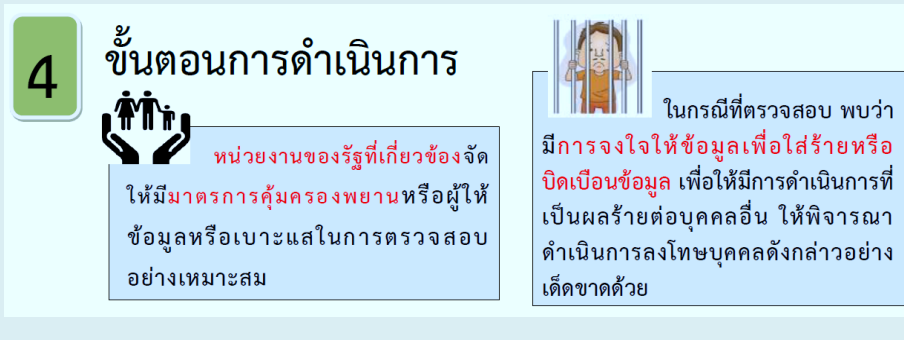 4
ขั้นตอนการดำเนินการ
หน่วยงานของรัฐที่เกี่ยวข้องจัด
ให้มีมาตรการคุ้มครองพยานหรือผู้ให้
ข้อมูลหรือเบาะแสในการตรวจสอบ
อย่างเหมาะสม
ในกรณีที่ตรวจสอบ พบว่า
มีการจงใจให้ข้อมูลเพื่อใส่ร้ายหรือ
บิดเบือนข้อมูล เพื่อให้มีการดำเนินการที่
เป็นผลร้ายต่อบุคคลอื่น ให้พิจารณา
ดำเนินการลงโทษบุคคลดังกล่าวอย่าง
เด็ดขาดด้วย